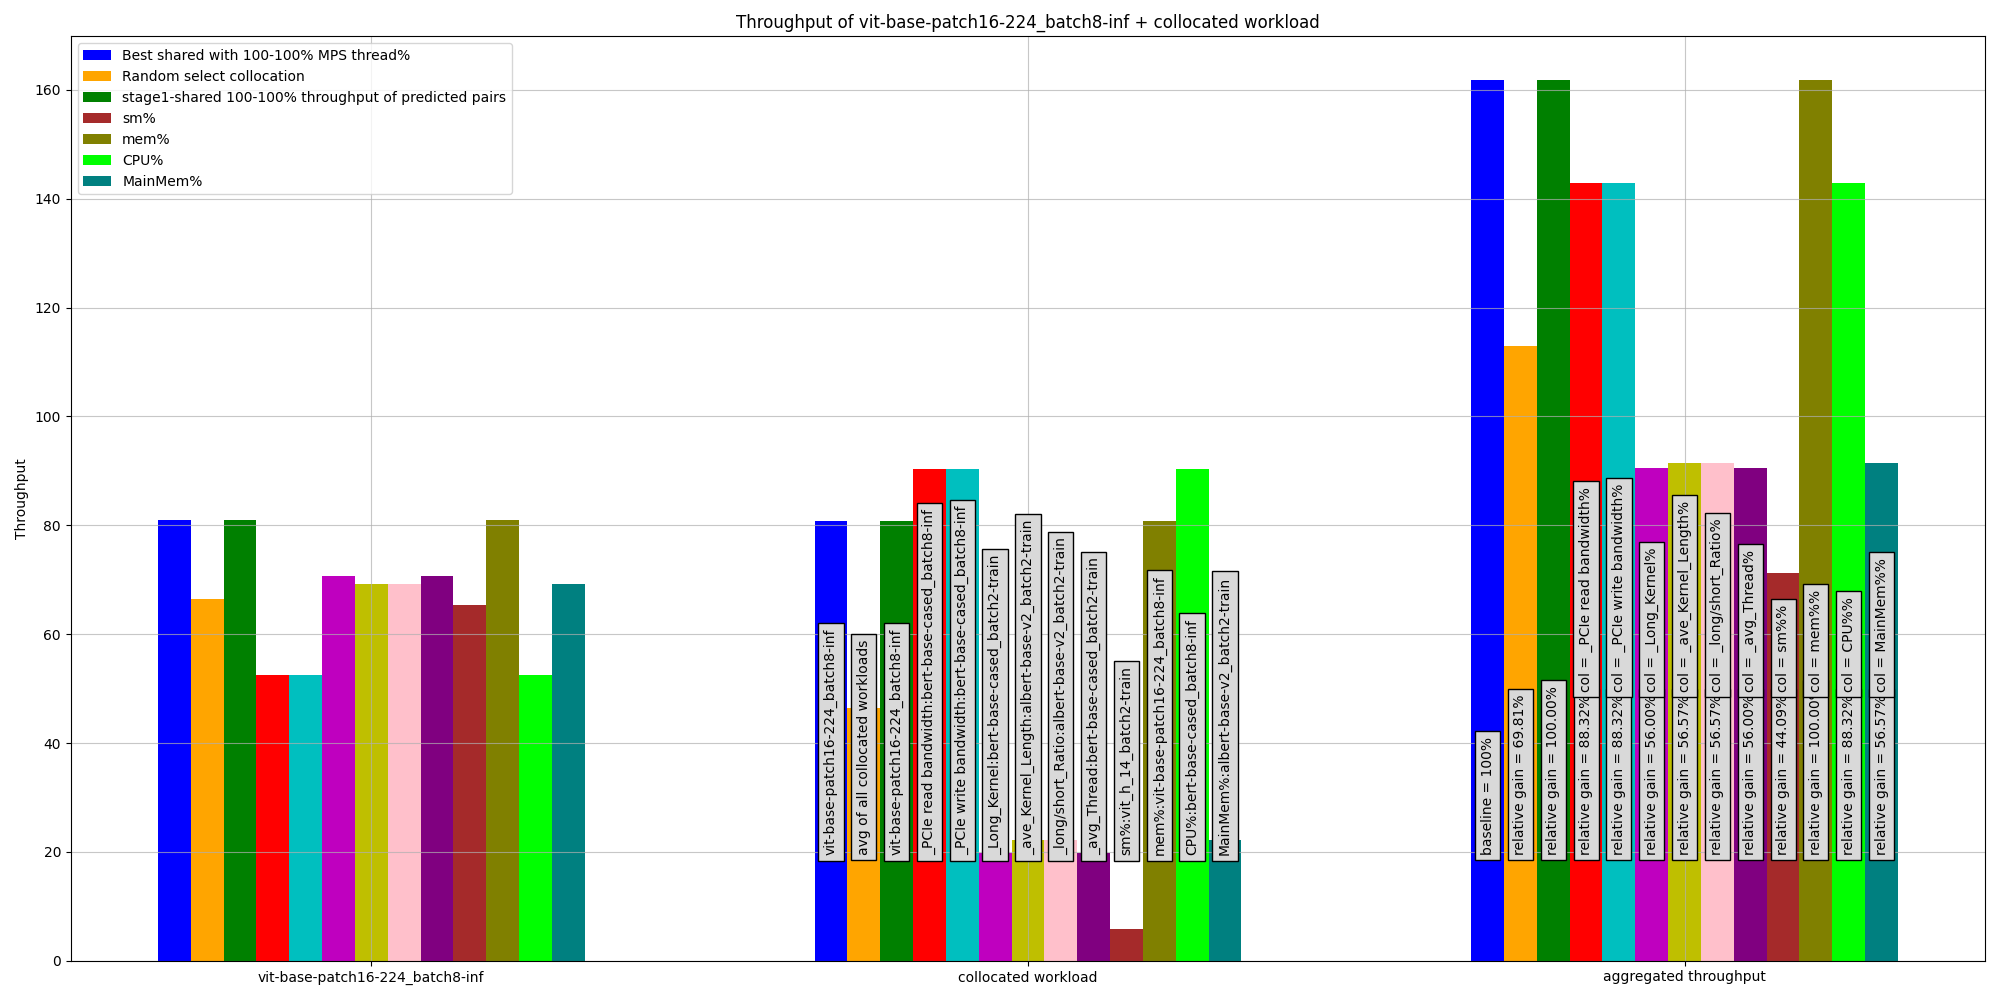 Throughput of vit-base-patch16-224_batch8-inf + collocated workload
Best shared with 100-100% MPS thread%
Random select collocation
stage1-shared 100-100% throughput of predicted pairs
sm%
mem%
CPU%
MainMem%
Throughput
160
140
120
100
80
60
40
20
0
vit-base-patch16-224_batch8-inf
avg of all collocated workloads
vit-base-patch16-224_batch8-inf
_PCIe read bandwidth:bert-base-cased_batch8-inf
_PCIe write bandwidth:bert-base-cased_batch8-inf
_Long_Kernel:bert-base-cased_batch2-train
_ave_Kernel_Length:albert-base-v2_batch2-train
_long/short_Ratio:albert-base-v2_batch2-train
_avg_Thread:bert-base-cased_batch2-train
sm%:vit_h_14_batch2-train
mem%:vit-base-patch16-224_batch8-inf
CPU%:bert-base-cased_batch8-inf
MainMem%:albert-base-v2_batch2-train
baseline = 100%
relative gain = 69.81%
relative gain = 100.00%
relative gain = 88.32%
col = _PCIe read bandwidth%
relative gain = 88.32%
col = _PCIe write bandwidth%
relative gain = 56.00%
col = _Long_Kernel%
relative gain = 56.57%
col = _ave_Kernel_Length%
relative gain = 56.57%
col = _long/short_Ratio%
relative gain = 56.00%
col = _avg_Thread%
relative gain = 44.09%
col = sm%%
relative gain = 100.00%
col = mem%%
relative gain = 88.32%
col = CPU%%
relative gain = 56.57%
col = MainMem%%
vit-base-patch16-224_batch8-inf
collocated workload
aggregated throughput